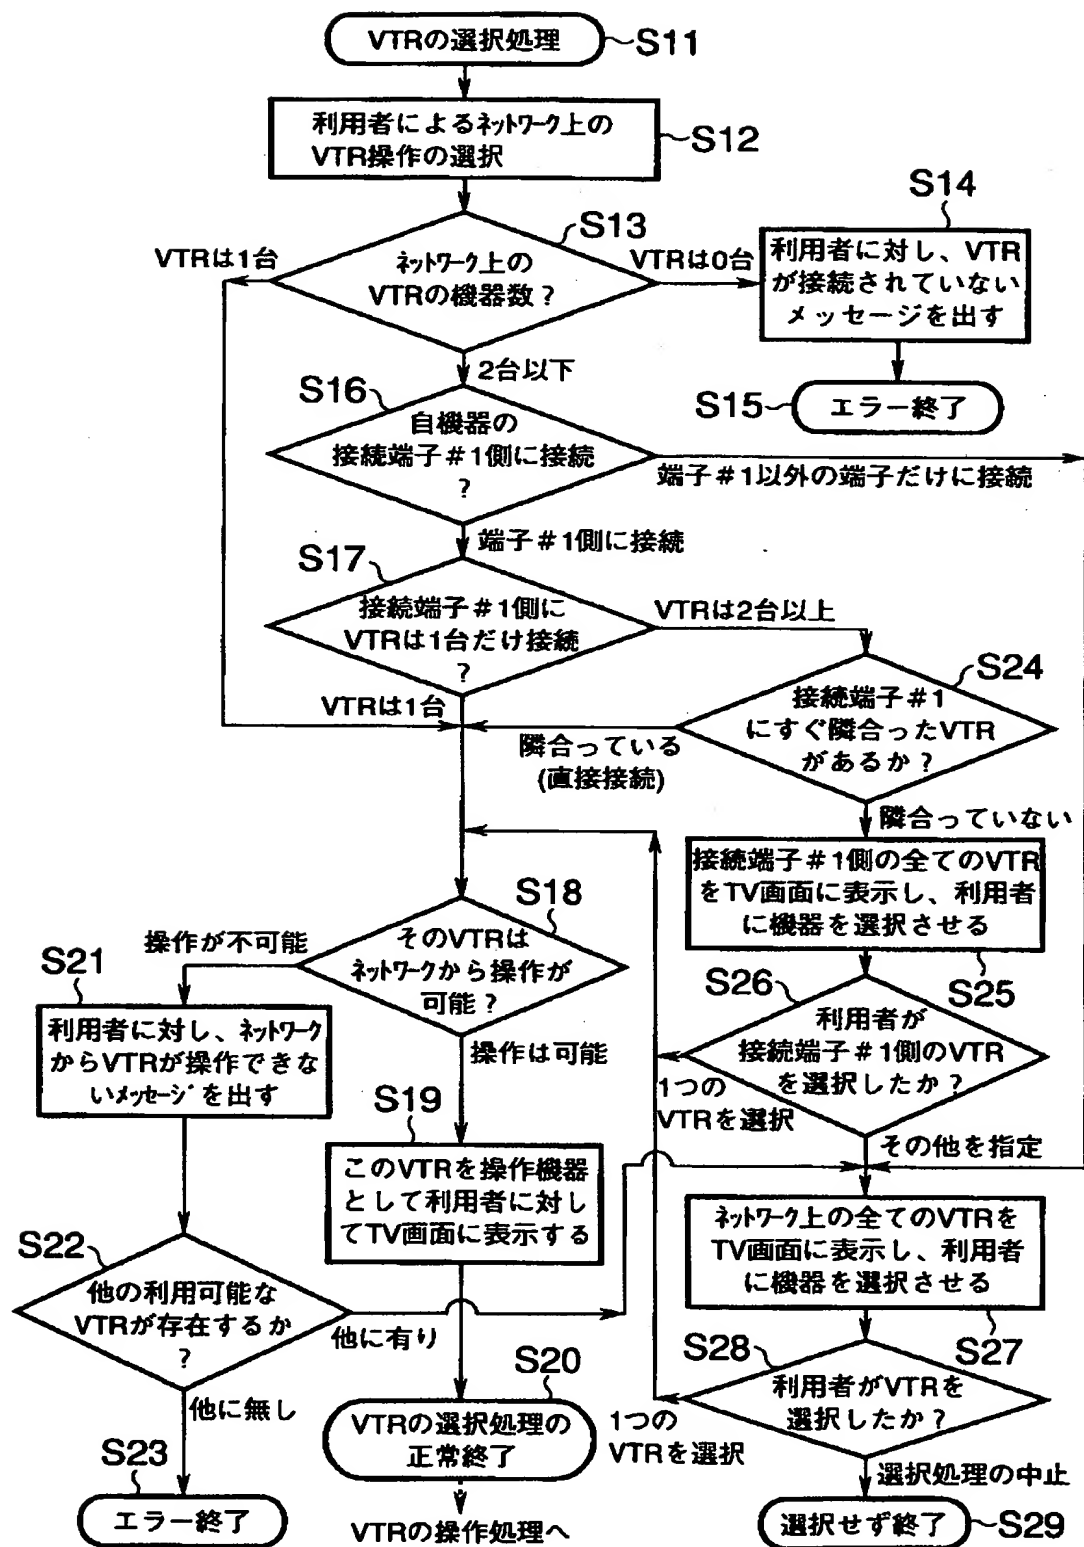 VTRの選択処理
S11
利用者によるネットワーク上の
VTR操作の選択
S12
S13
ネットワーク上の
VTRの機器数？
VTRは1台
VTRは0台
S14
利用者に対し、VTR
が接続されていない
メッセージを出す
S15
エラー終了
2台以下
S16
自機器の
接続端子＃1側に接続
？
端子＃1以外の端子だけに接続
端子＃1側に接続
S17
接続端子＃1側に
VTRは1台だけ接続
？
VTRは2台以上
VTRは1台
S24
接続端子＃1
にすぐ隣合ったVTR
があるか？
隣合っている
(直接接続)
隣合っていない
接続端子＃1側の全てのVTR
をTV画面に表示し、利用者
に機器を選択させる
S25
S18
そのVTRは
ネットワークから操作が
可能？
操作が不可能
操作は可能
S21
利用者に対し、ネットワーク
からVTRが操作できな
いメッセージを出す
S26
利用者が
接続端子＃1側のVTR
を選択したか？
1つの
VTRを選択
その他を指定
S19
このVTRを操作機器
として利用者に対し
てTV画面に表示する
ネットワーク上の全てのVTRを
TV画面に表示し、利用者
に機器を選択させる
S27
S22
他の利用可能な
VTRが存在するか
？
他に有り
他に無し
S23
エラー終了
S20
VTRの選択処理の
正常終了
VTRの操作処理へ
S28
利用者がVTRを
選択したか？
1つの
VTRを選択
選択処理の中止
選択せず終了
S29